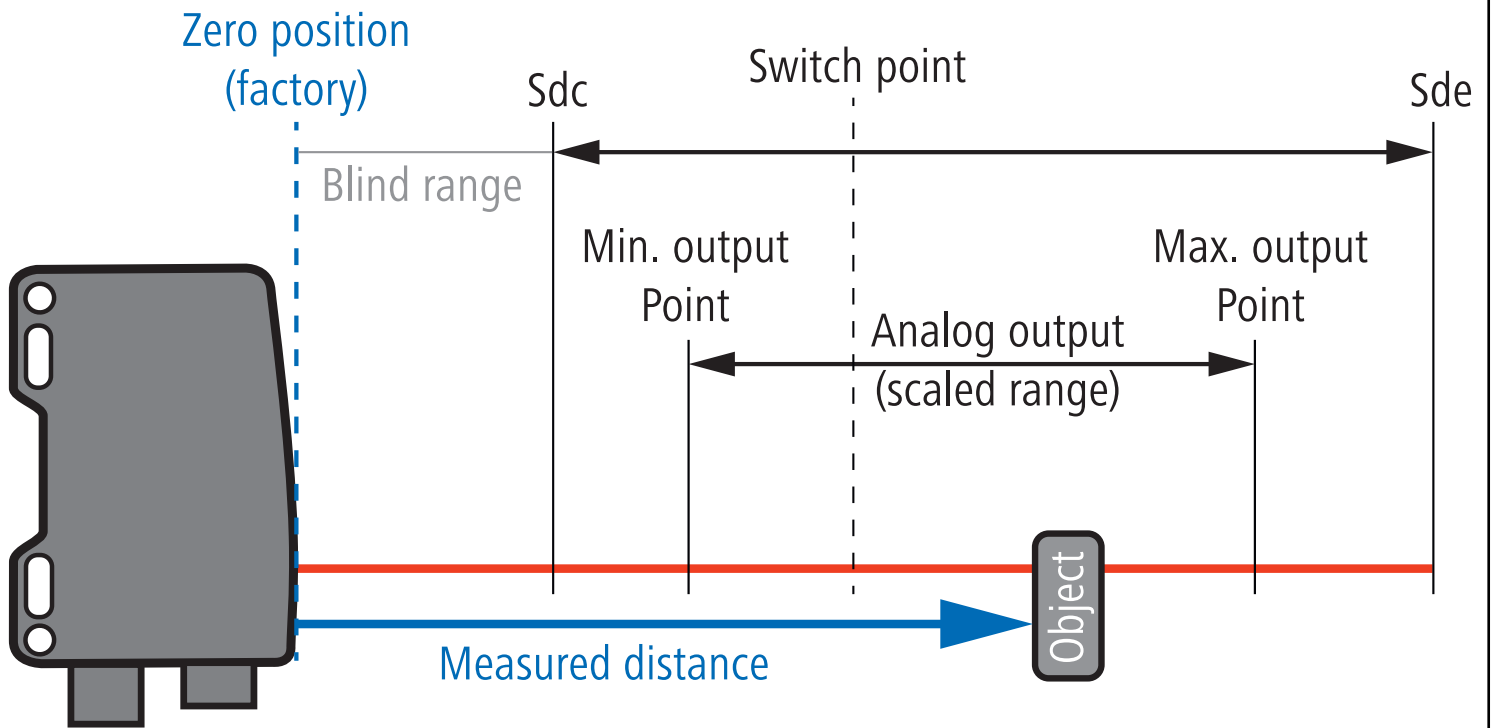 Zero position
(factory)
Sdc
Switch point
Sde
Blind range
Min. output
Point
Max. output
Point
Analog output
(scaled range)
Object
Measured distance